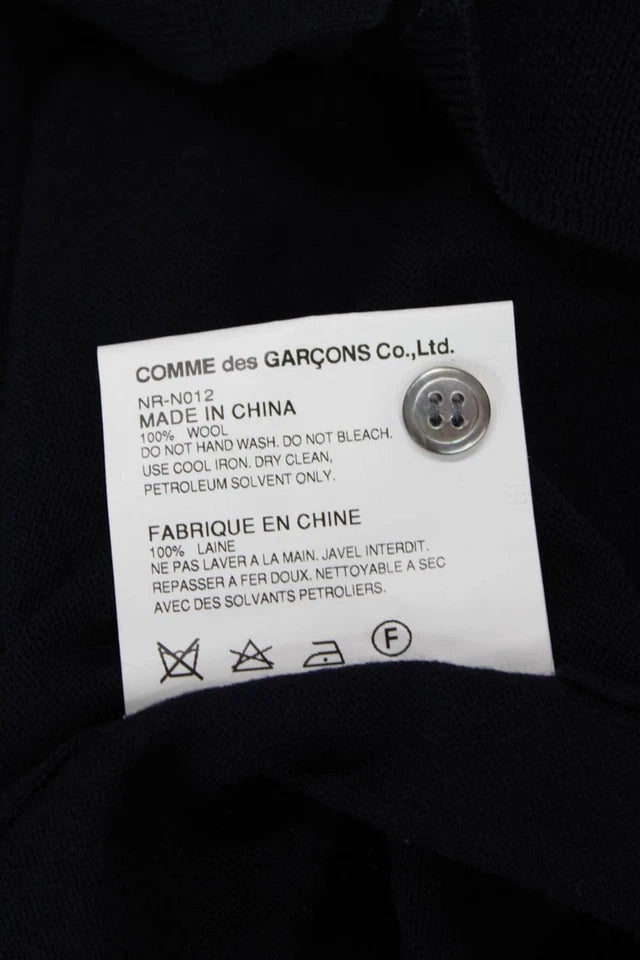 COMME des GARÇONS Co.,Ltd.
NR-N012
MADE IN CHINA
100% WOOL
DO NOT HAND WASH. DO NOT BLEACH.
USE COOL IRON. DRY CLEAN,
PETROLEUM SOLVENT ONLY.
FABRIQUE EN CHINE
100% LAINE
NE PAS LAVER A LA MAIN. JAVEL INTERDIT.
REPASSER A FER DOUX. NETTOYABLE A SEC
AVEC DES SOLVANTS PETROLIERS.
F